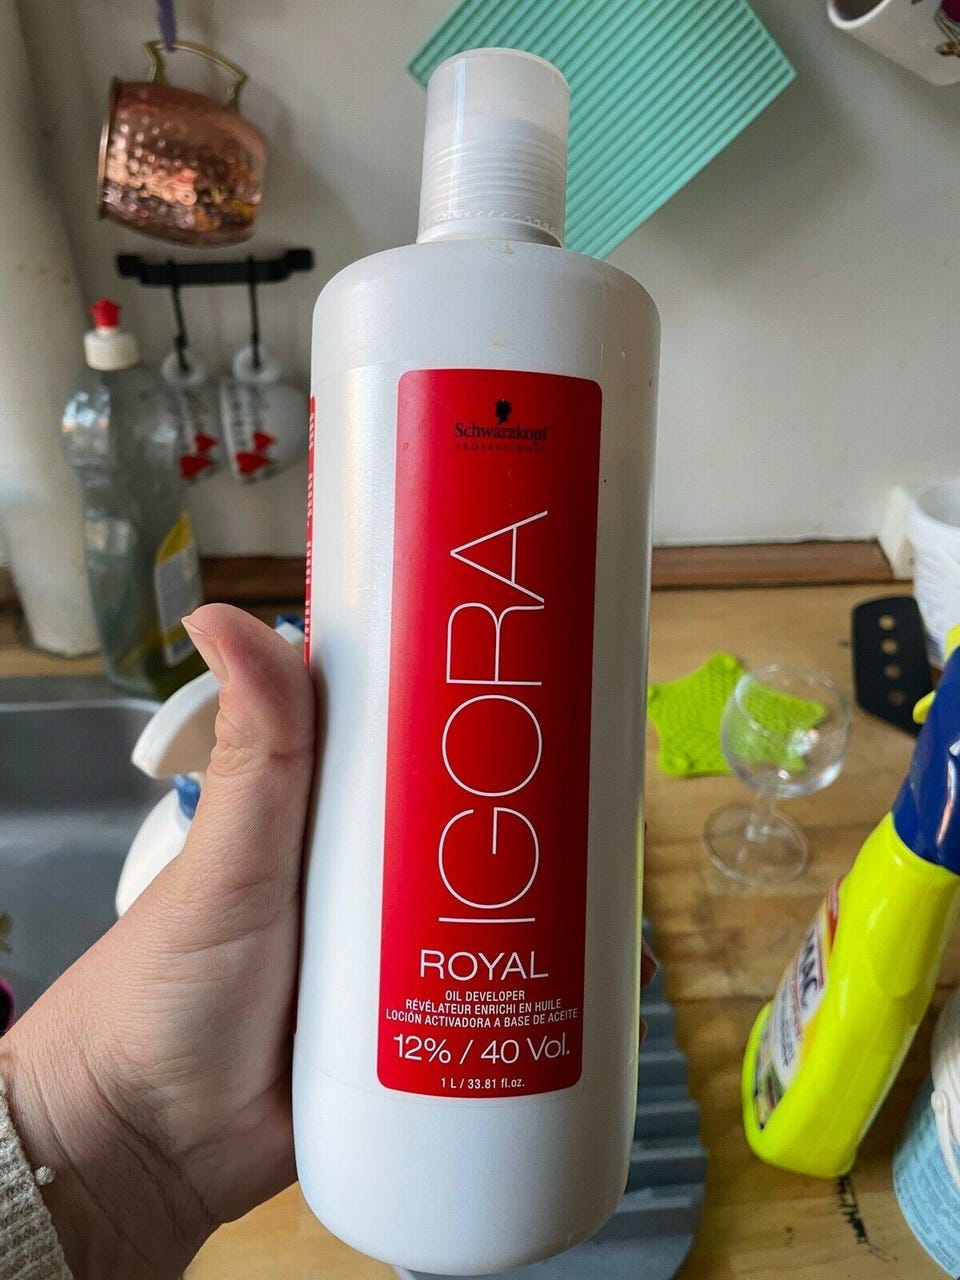 Schwarzkopf
PROFESSIONAL
IGORA
ROYAL
OIL DEVELOPER
RÉVÉLATEUR ENRICHI EN HUILE
LOCIÓN ACTIVADORA A BASE DE ACEITE
12% / 40 Vol.
1 L / 33.81 fl.oz.
MAC